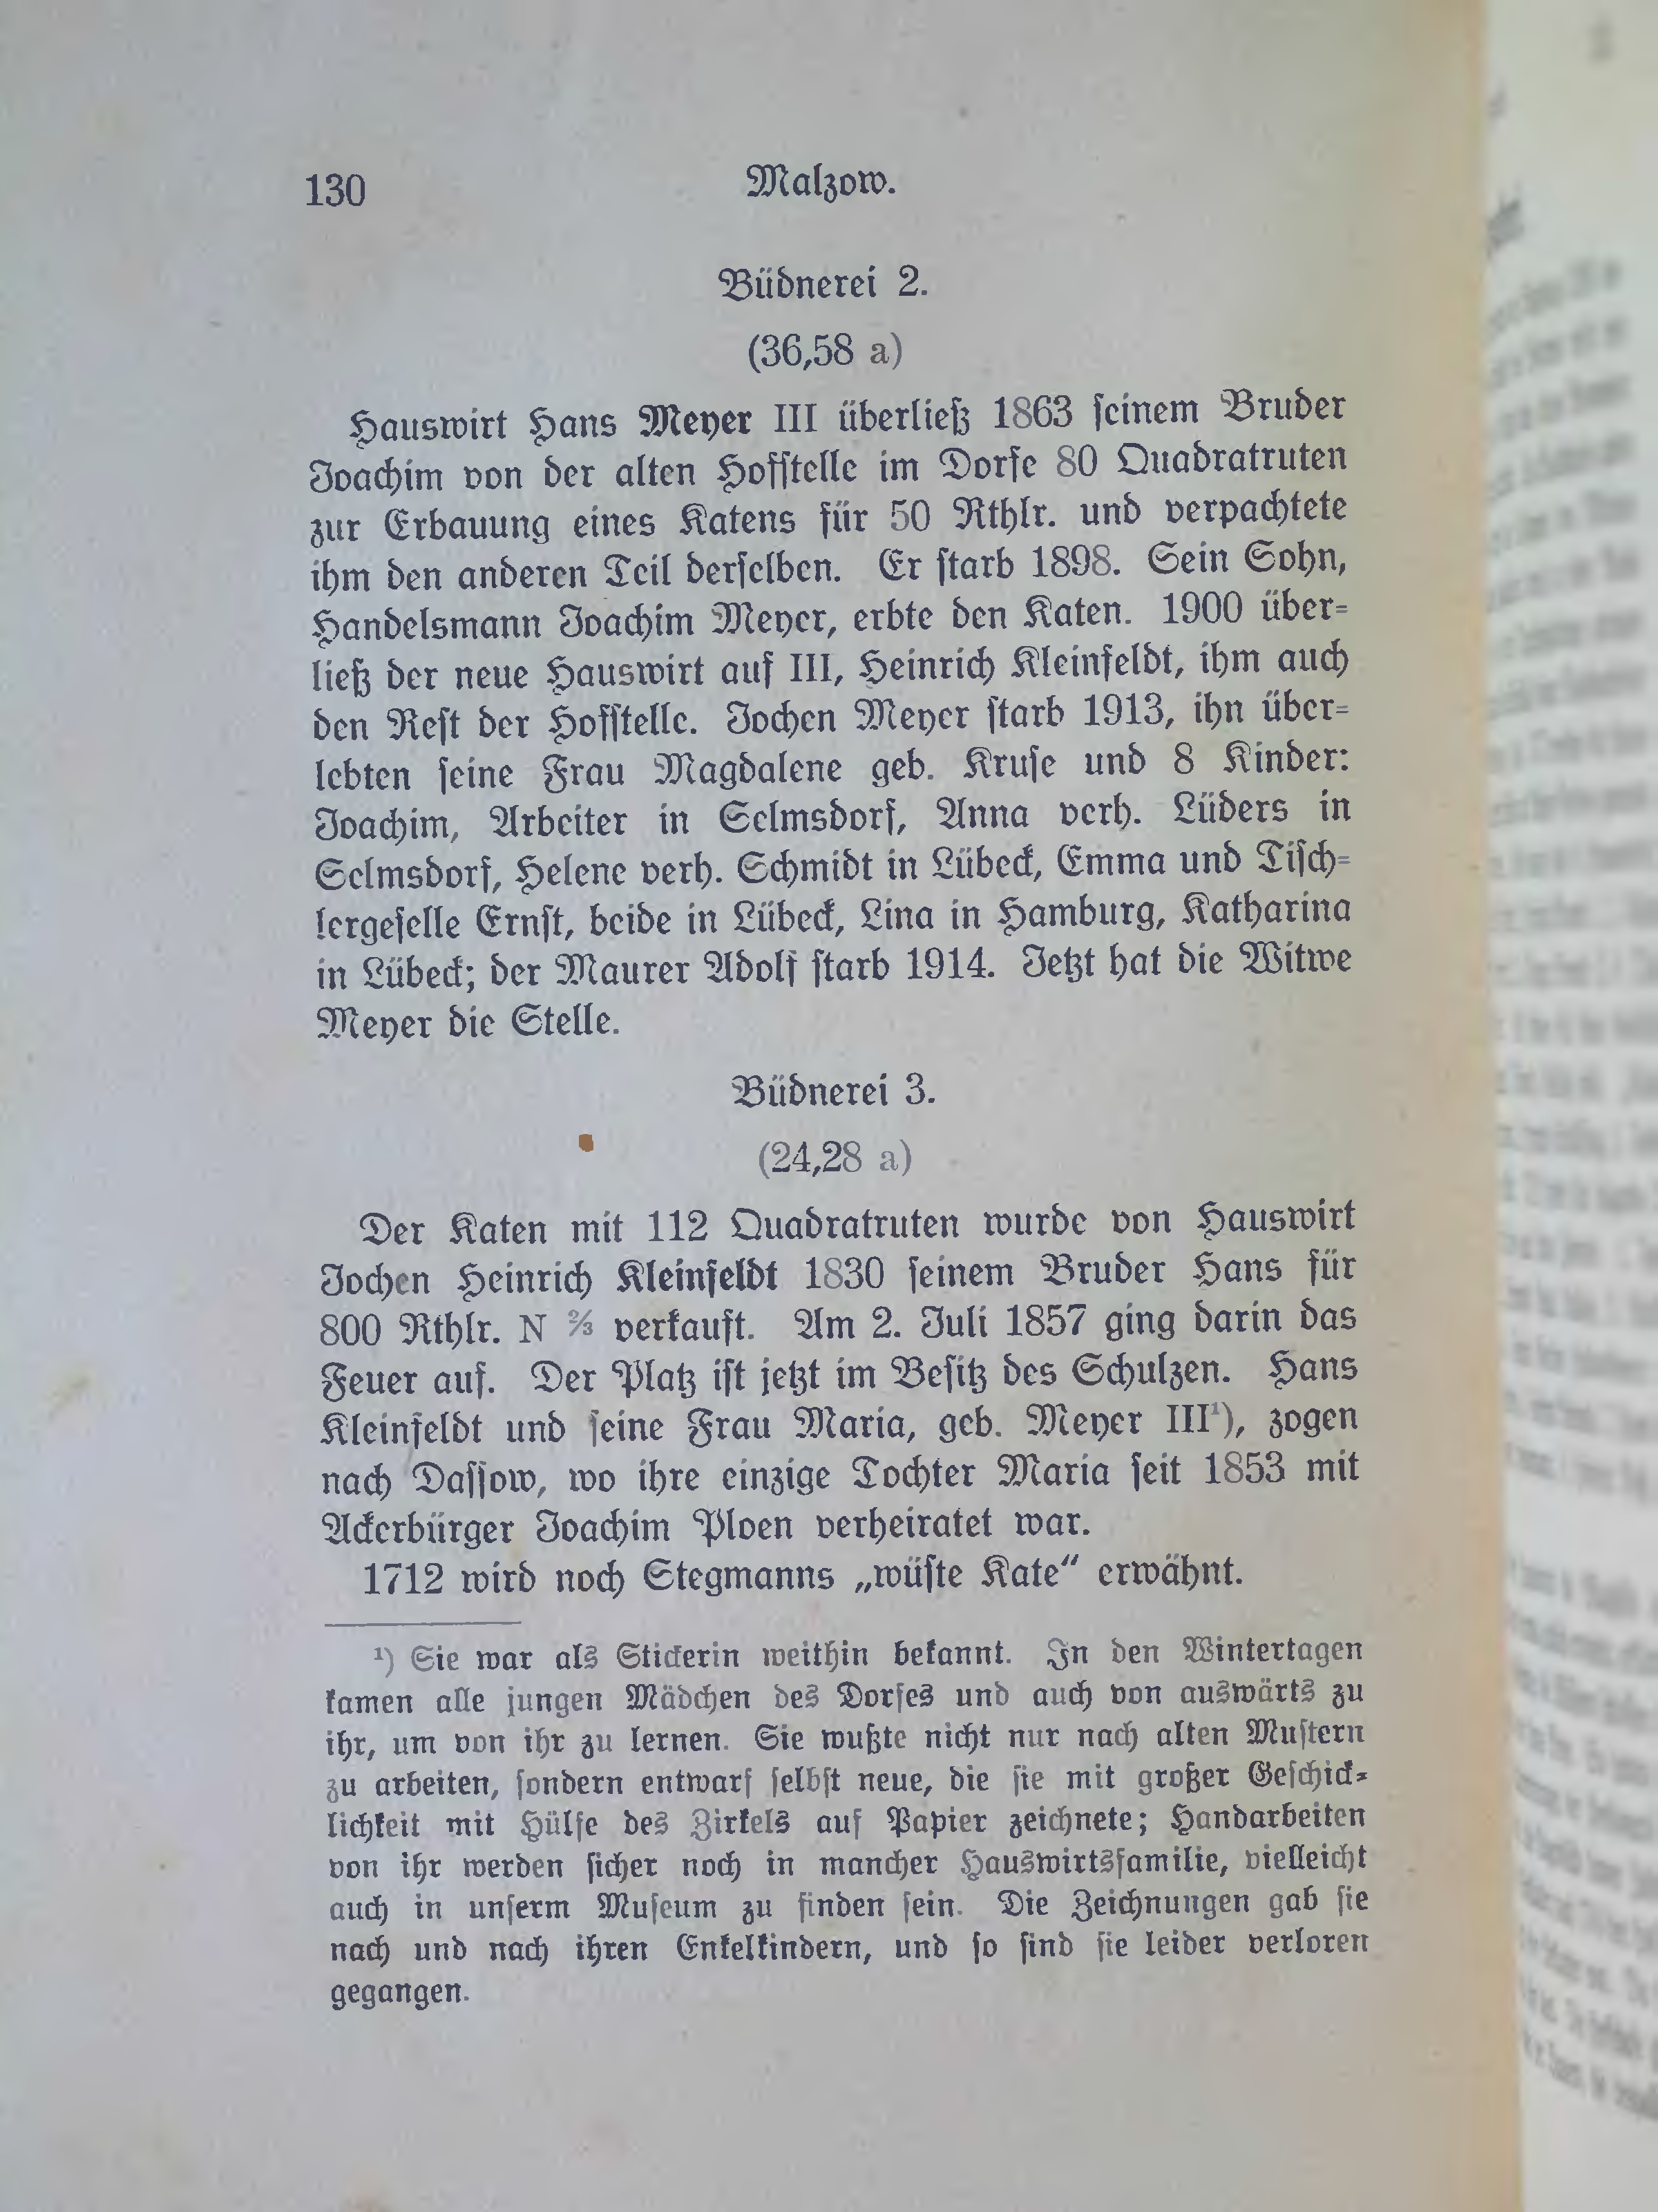 130
Malzow.
Büdnerei 2.
(36,58 a)
Hauswirt Hans Meyer III überließ 1863 seinem Bruder
Joachim von der alten Hofstelle im Dorfe 80 Quadratruten
zur Erbauung eines Katens für 50 Rthlr. und verpachtete
ihm den anderen Teil derselben. Er starb 1898. Sein Sohn,
Handelsmann Joachim Meyer, erbte den Katen. 1900 über=
ließ der neue Hauswirt auf III, Heinrich Kleinfeldt, ihm auch
den Rest der Hofstelle. Jochen Meyer starb 1913, ihn über=
lebten seine Frau Magdalene geb. Kruse und 8 Kinder:
Joachim, Arbeiter in Selmsdorf, Anna verh. Lüders in
Selmsdorf, Helene verh. Schmidt in Lübeck, Emma und Tisch=
lergeselle Ernst, beide in Lübeck, Lina in Hamburg, Katharina
in Lübeck; der Maurer Adolf starb 1914. Jetzt hat die Witwe
Meyer die Stelle.
Büdnerei 3.
(24,28 a)
Der Katen mit 112 Quadratruten wurde von Hauswirt
Jochen Heinrich Kleinfeldt 1830 seinem Bruder Hans für
800 Rthlr. N ⅔ verkauft. Am 2. Juli 1857 ging darin das
Feuer auf. Der Platz ist jetzt im Besitz des Schulzen. Hans
Kleinfeldt und seine Frau Maria, geb. Meyer III¹), zogen
nach Dassow, wo ihre einzige Tochter Maria seit 1853 mit
Ackerbürger Joachim Ploen verheiratet war.
1712 wird noch Stegmanns „wüste Kate“ erwähnt.
¹) Sie war als Stickerin weithin bekannt. In den Wintertagen
kamen alle jungen Mädchen des Dorfes und auch von auswärts zu
ihr, um von ihr zu lernen. Sie wußte nicht nur nach alten Mustern
zu arbeiten, sondern entwarf selbst neue, die sie mit großer Geschick=
lichkeit mit Hülfe des Zirkels auf Papier zeichnete; Handarbeiten
von ihr werden sicher noch in mancher Hauswirtsfamilie, vielleicht
auch in unserm Museum zu finden sein. Die Zeichnungen gab sie
nach und nach ihren Enkelkindern, und so sind sie leider verloren
gegangen.